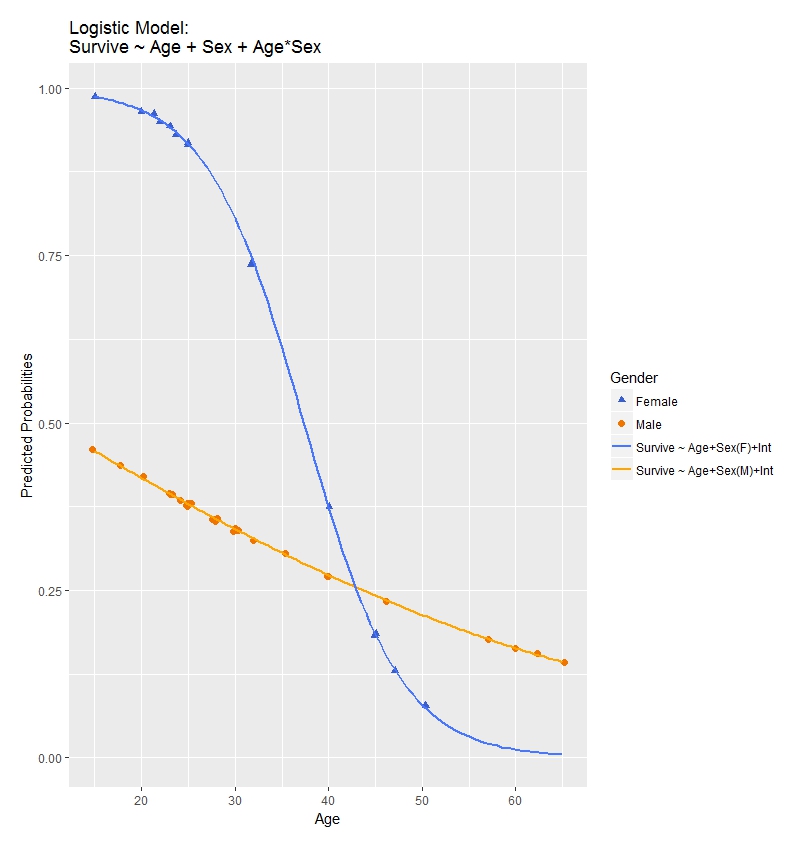 Logistic Model:
Survive ~ Age + Sex + Age*Sex
1.00
0.75
0.50
0.25
0.00
Predicted Probabilities
20 30 40 50 60
Age
Gender
Female
Male
Survive ~ Age+Sex(F)+Int
Survive ~ Age+Sex(M)+Int